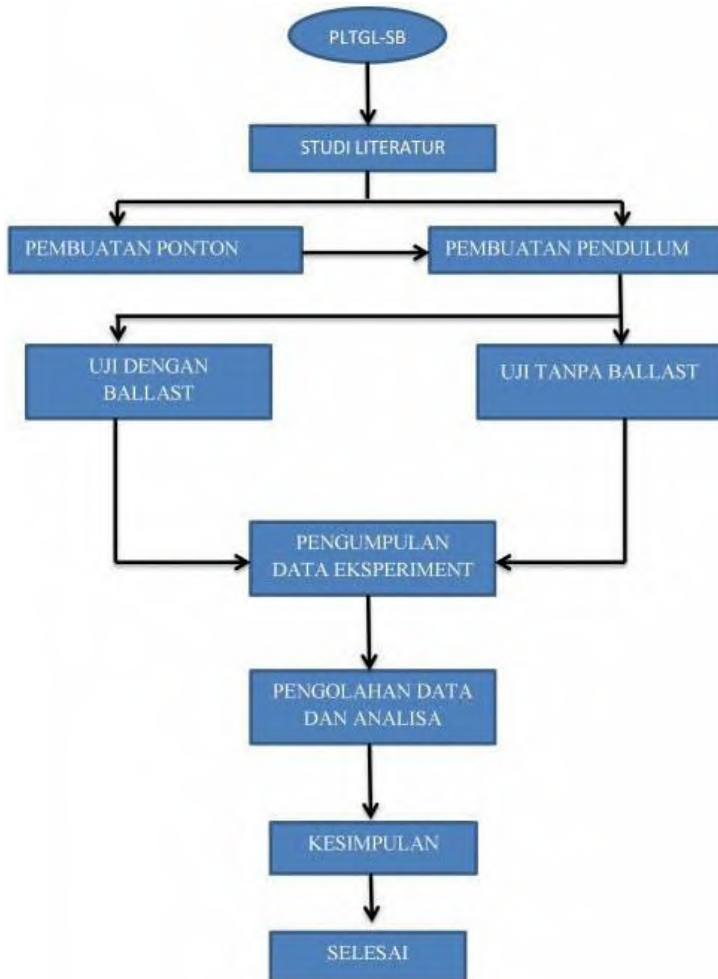 PLTGL-SB
STUDI LITERATUR
PEMBUATAN PONTON
PEMBUATAN PENDULUM
UJI DENGAN
BALLAST
UJI TANPA BALLAST
PENGUMPULAN
DATA EKSPERIMENT
PENGOLAHAN DATA
DAN ANALISA
KESIMPULAN
SELESAI